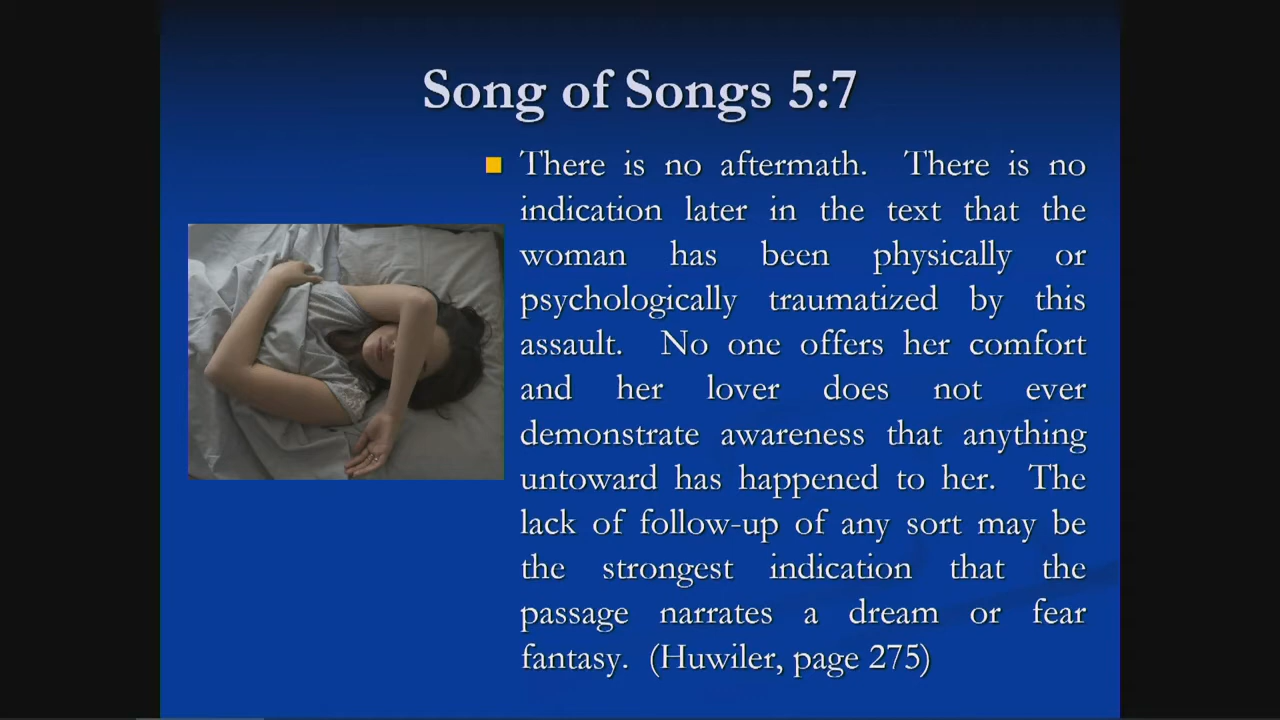 Song of Songs 5:7
There is no aftermath. There is no
indication later in the text that the
woman has been physically or
psychologically traumatized by this
assault. No one offers her comfort
and her lover does not ever
demonstrate awareness that anything
untoward has happened to her. The
lack of follow-up of any sort may be
the strongest indication that the
passage narrates a dream or fear
fantasy. (Huwiler, page 275)